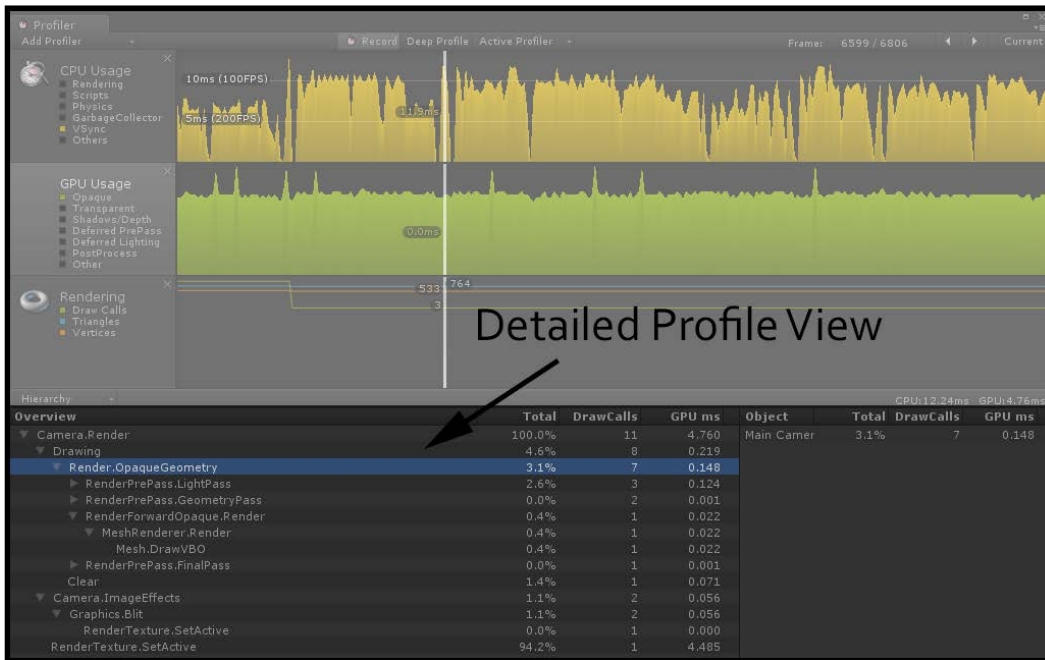 Profiler
Add Profiler
Record Deep Profile Active Profiler
Frame: 6599 / 6806 Current
CPU Usage
Rendering
Scripts
Physics
GarbageCollector
VSync
Others
10ms (100FPS)
5ms (200FPS)
11.9ms
GPU Usage
Opaque
Transparent
Shadows/Depth
Deferred PrePass
Deferred Lighting
PostProcess
Other
0.0ms
Rendering
Draw Calls
Triangles
Vertices
533
764
3
Detailed Profile View
Hierarchy
CPU:12.24ms GPU:4.76ms
Overview Total DrawCalls GPU ms Object Total DrawCalls GPU ms
Camera.Render 100.0% 11 4.760 Main Camer 3.1% 7 0.148
Drawing 4.6% 8 0.219
Render.OpaqueGeometry 3.1% 7 0.148
RenderPrePass.LightPass 2.6% 3 0.124
RenderPrePass.GeometryPass 0.0% 2 0.001
RenderForwardOpaque.Render 0.4% 1 0.022
MeshRenderer.Render 0.4% 1 0.022
Mesh.DrawVBO 0.4% 1 0.022
RenderPrePass.FinalPass 0.0% 1 0.001
Clear 1.4% 1 0.071
Camera.ImageEffects 1.1% 2 0.056
Graphics.Blit 1.1% 2 0.056
RenderTexture.SetActive 0.0% 1 0.000
RenderTexture.SetActive 94.2% 1 4.485